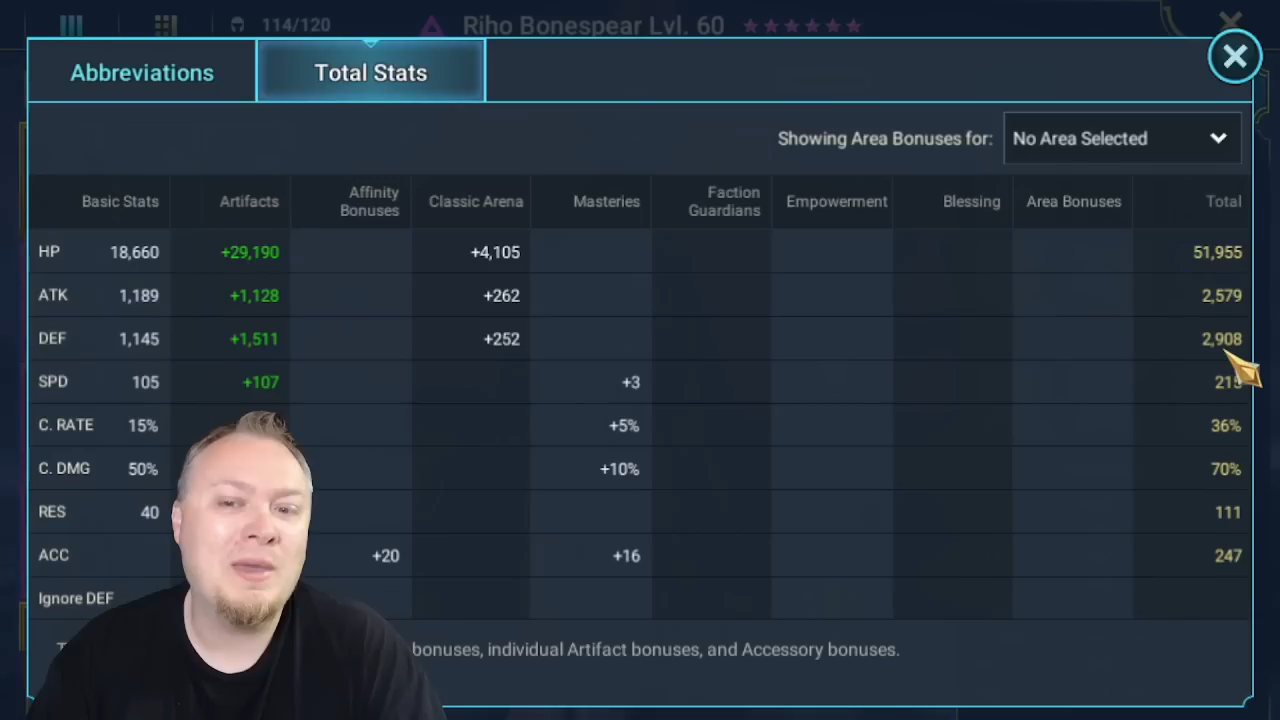 114/120
Riho Bonespear Lvl. 60
Abbreviations
Total Stats
Showing Area Bonuses for: No Area Selected
Basic Stats Artifacts Affinity Bonuses Classic Arena Masteries Faction Guardians Empowerment Blessing Area Bonuses Total
HP 18,660 +29,190 +4,105 51,955
ATK 1,189 +1,128 +262 2,579
DEF 1,145 +1,511 +252 2,908
SPD 105 +107 +3
C. RATE 15% +5% 36%
C. DMG 50% +10% 70%
RES 40 111
ACC +20 +16 247
Ignore DEF
bonuses, individual Artifact bonuses, and Accessory bonuses.